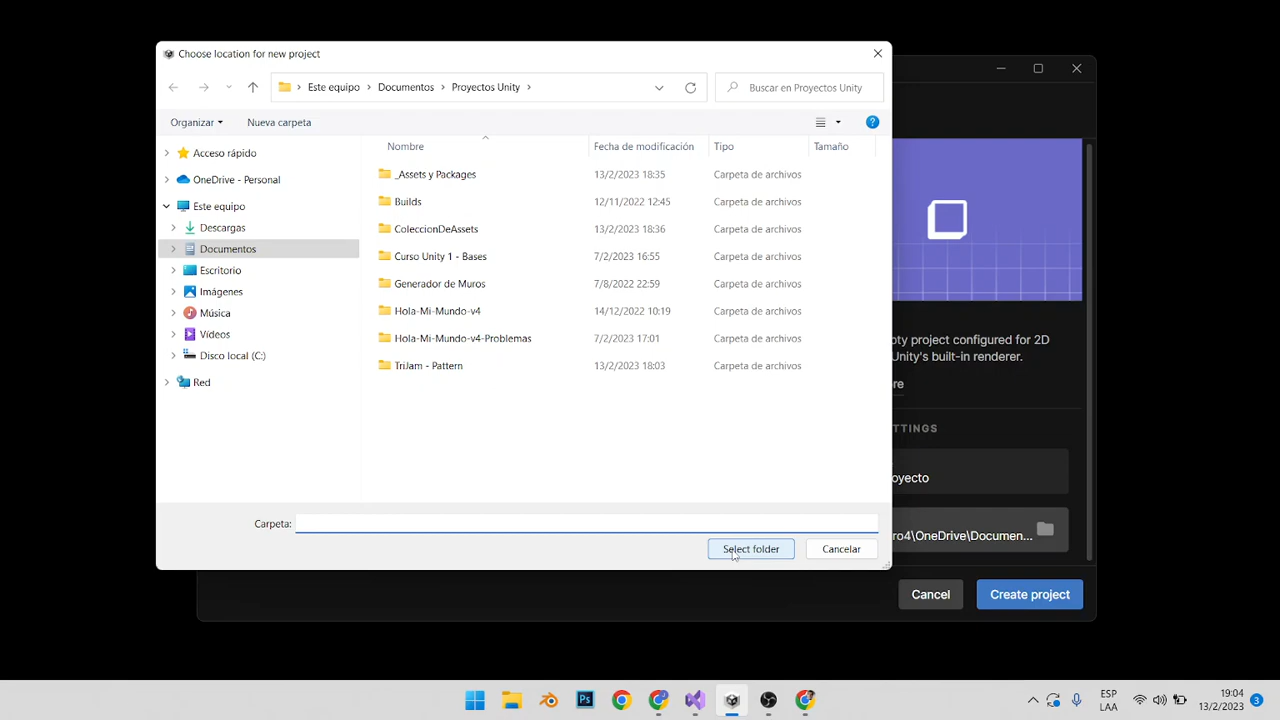 Choose location for new project
Este equipo > Documentos > Proyectos Unity >
Buscar en Proyectos Unity
Organizar
Nueva carpeta
Nombre
Fecha de modificación
Tipo
Tamaño
Acceso rápido
OneDrive - Personal
Este equipo
Descargas
Documentos
Escritorio
Imágenes
Música
Vídeos
Disco local (C:)
Red
_Assets y Packages 13/2/2023 18:35 Carpeta de archivos
Builds 12/11/2022 12:45 Carpeta de archivos
ColeccionDeAssets 13/2/2023 18:36 Carpeta de archivos
Curso Unity 1 - Bases 7/2/2023 16:55 Carpeta de archivos
Generador de Muros 7/8/2022 22:59 Carpeta de archivos
Hola-Mi-Mundo-v4 14/12/2022 10:19 Carpeta de archivos
Hola-Mi-Mundo-v4-Problemas 7/2/2023 17:01 Carpeta de archivos
TriJam - Pattern 13/2/2023 18:03 Carpeta de archivos
Carpeta:
Select folder
Cancelar
pty project configured for 2D
Unity's built-in renderer.
re
TTINGS
oyecto
ro4\OneDrive\Documen...
Cancel
Create project
Ps
ESP
LAA
19:04
13/2/2023
3